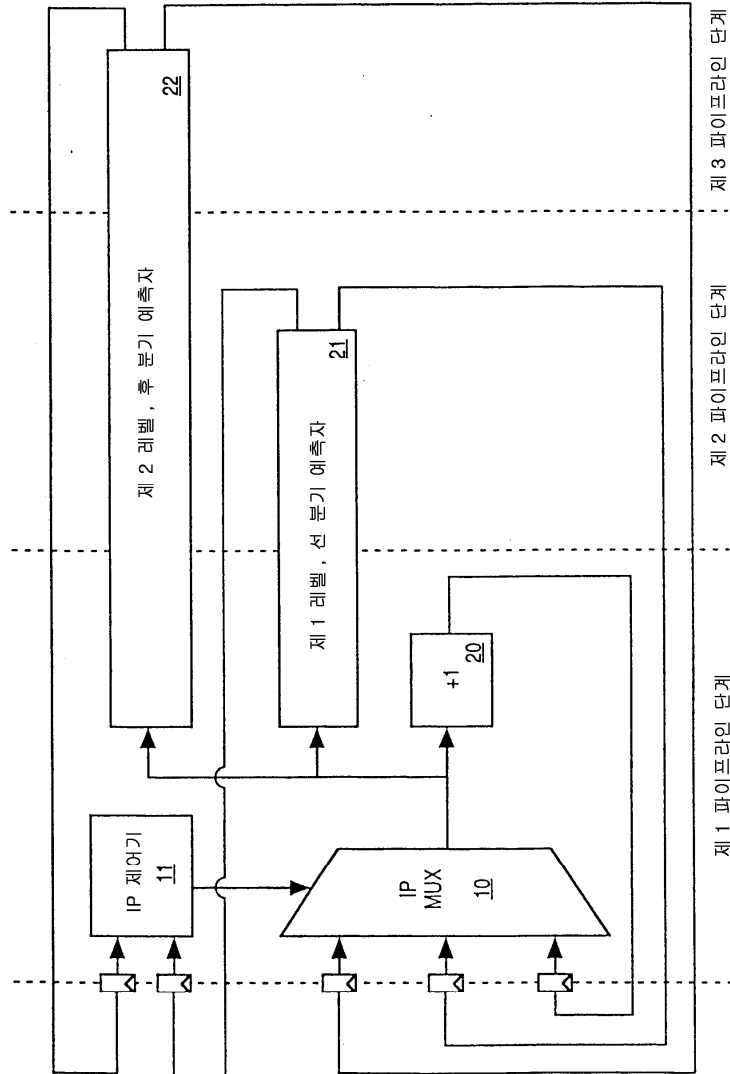 제 2 레벨, 후 분기 예측자
22
제 1 레벨, 선 분기 예측자
21
+1
20
IP 제어기
11
IP
MUX
10
제 1 파이프라인 단계
제 2 파이프라인 단계
제 3 파이프라인 단계